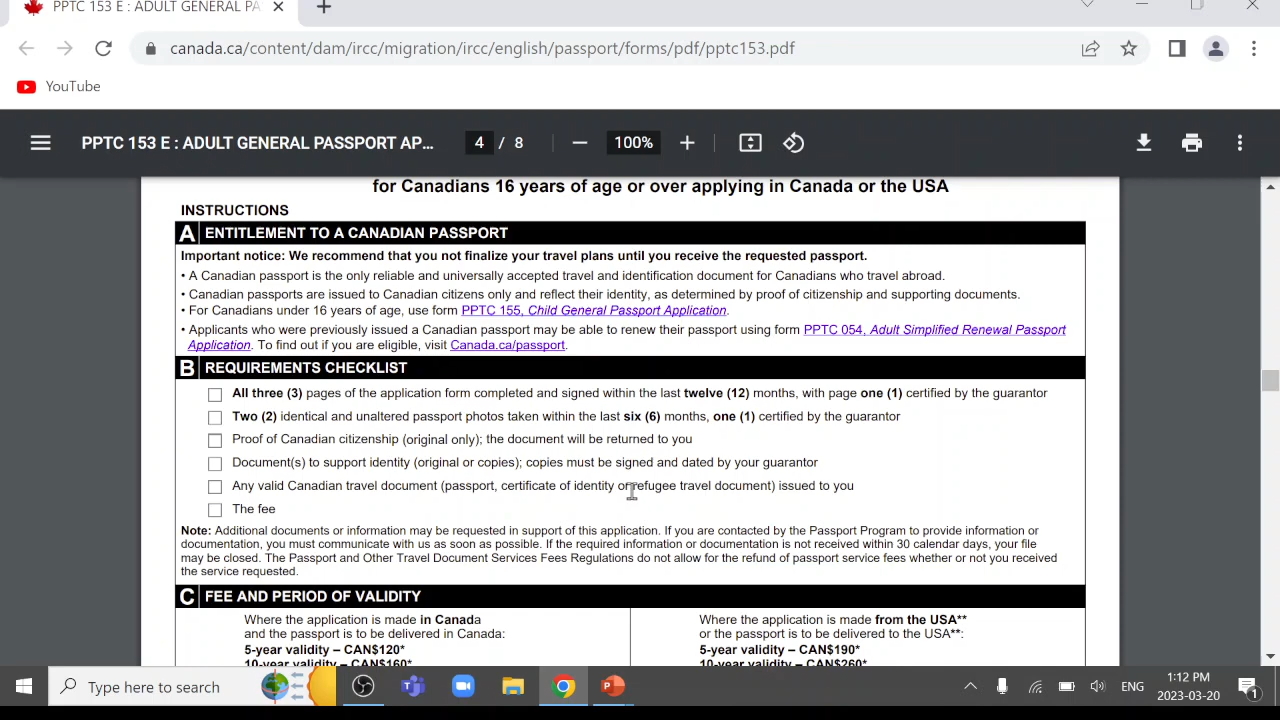 PPTC 153 E : ADULT GENERAL PA
canada.ca/content/dam/ircc/migration/ircc/english/passport/forms/pdf/pptc153.pdf
YouTube
PPTC 153 E : ADULT GENERAL PASSPORT AP...
4 / 8
100%
for Canadians 16 years of age or over applying in Canada or the USA
INSTRUCTIONS
A ENTITLEMENT TO A CANADIAN PASSPORT
Important notice: We recommend that you not finalize your travel plans until you receive the requested passport.
• A Canadian passport is the only reliable and universally accepted travel and identification document for Canadians who travel abroad.
• Canadian passports are issued to Canadian citizens only and reflect their identity, as determined by proof of citizenship and supporting documents.
• For Canadians under 16 years of age, use form PPTC 155, Child General Passport Application.
• Applicants who were previously issued a Canadian passport may be able to renew their passport using form PPTC 054, Adult Simplified Renewal Passport
Application. To find out if you are eligible, visit Canada.ca/passport.
B REQUIREMENTS CHECKLIST
All three (3) pages of the application form completed and signed within the last twelve (12) months, with page one (1) certified by the guarantor
Two (2) identical and unaltered passport photos taken within the last six (6) months, one (1) certified by the guarantor
Proof of Canadian citizenship (original only); the document will be returned to you
Document(s) to support identity (original or copies); copies must be signed and dated by your guarantor
Any valid Canadian travel document (passport, certificate of identity or refugee travel document) issued to you
The fee
Note: Additional documents or information may be requested in support of this application. If you are contacted by the Passport Program to provide information or
documentation, you must communicate with us as soon as possible. If the required information or documentation is not received within 30 calendar days, your file
may be closed. The Passport and Other Travel Document Services Fees Regulations do not allow for the refund of passport service fees whether or not you received
the service requested.
C FEE AND PERIOD OF VALIDITY
Where the application is made in Canada
and the passport is to be delivered in Canada:
5-year validity – CAN$120*
10-year validity – CAN$160*
Where the application is made from the USA**
or the passport is to be delivered to the USA**:
5-year validity – CAN$190*
10-year validity – CAN$260*
Type here to search
ENG
1:12 PM
2023-03-20
1